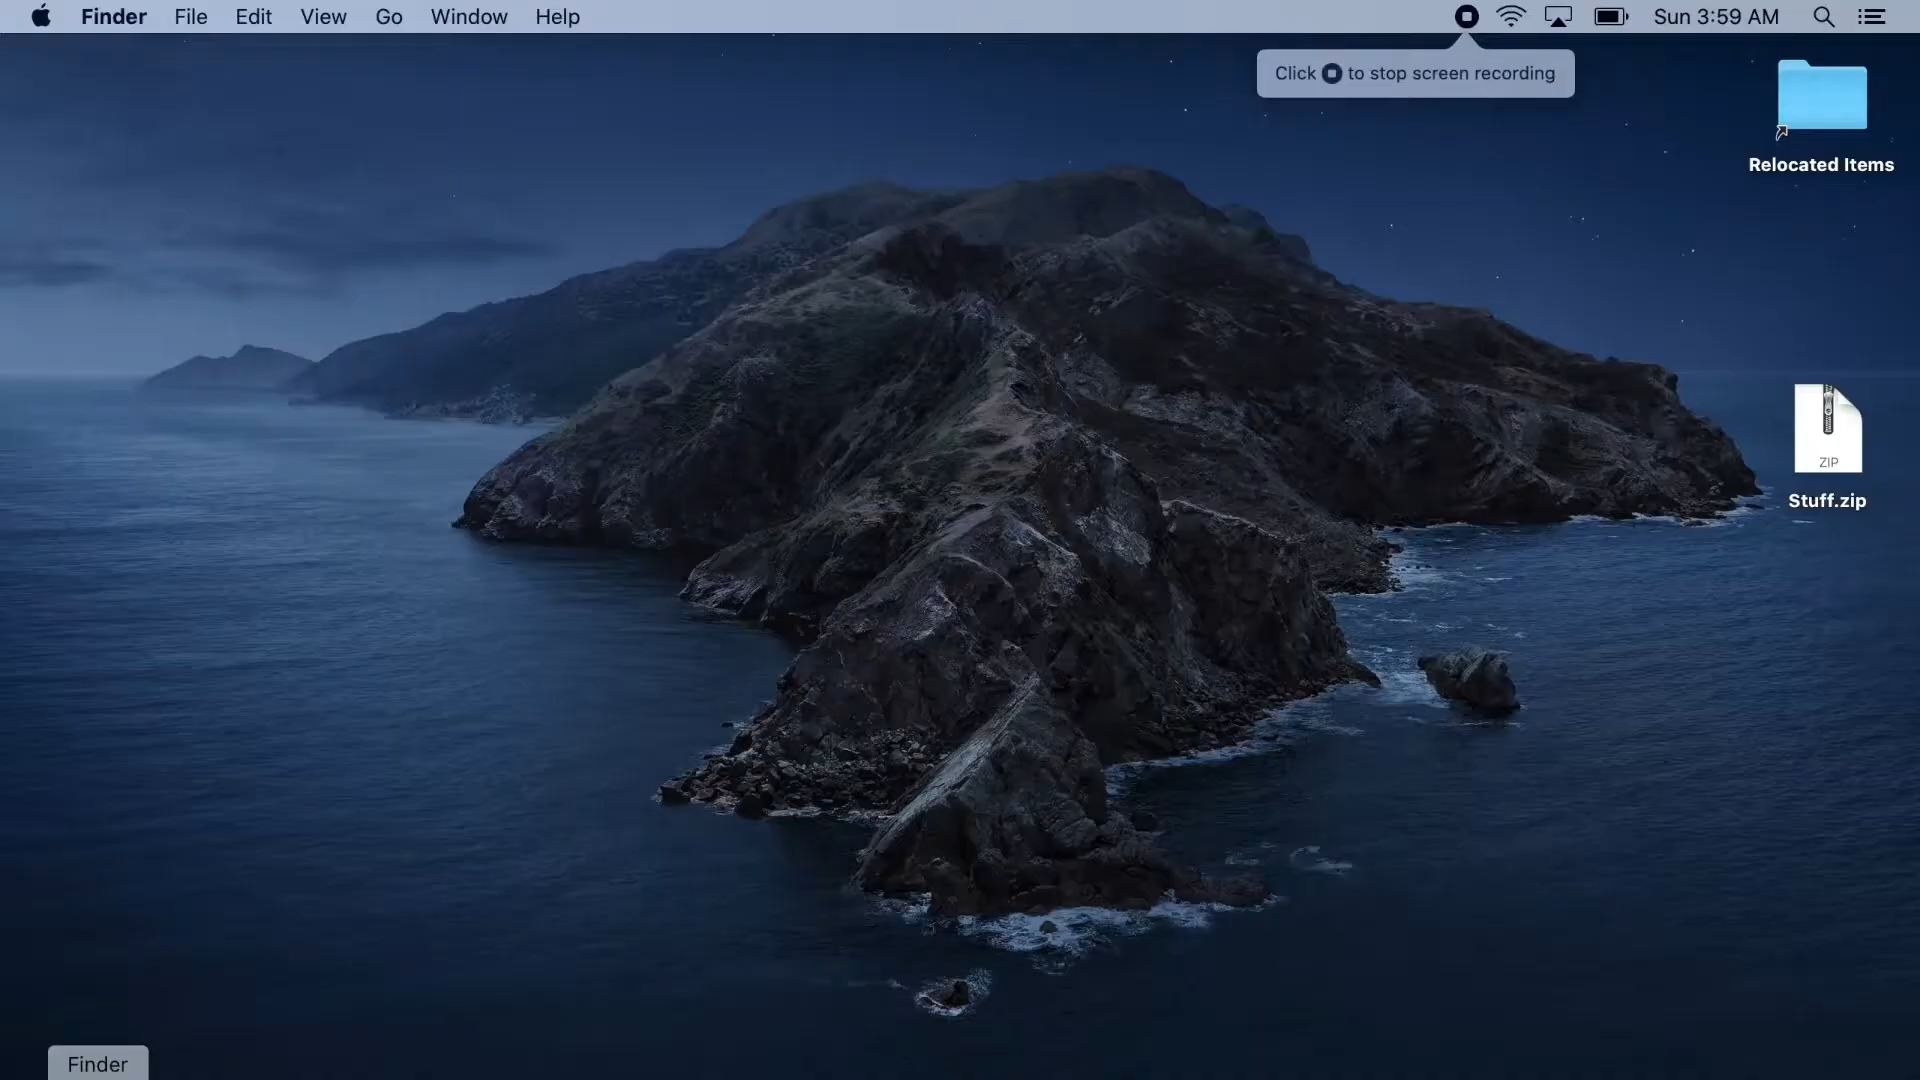 Finder File Edit View Go Window Help Sun 3:59 AM
Click to stop screen recording
Relocated Items
ZIP
Stuff.zip
Finder